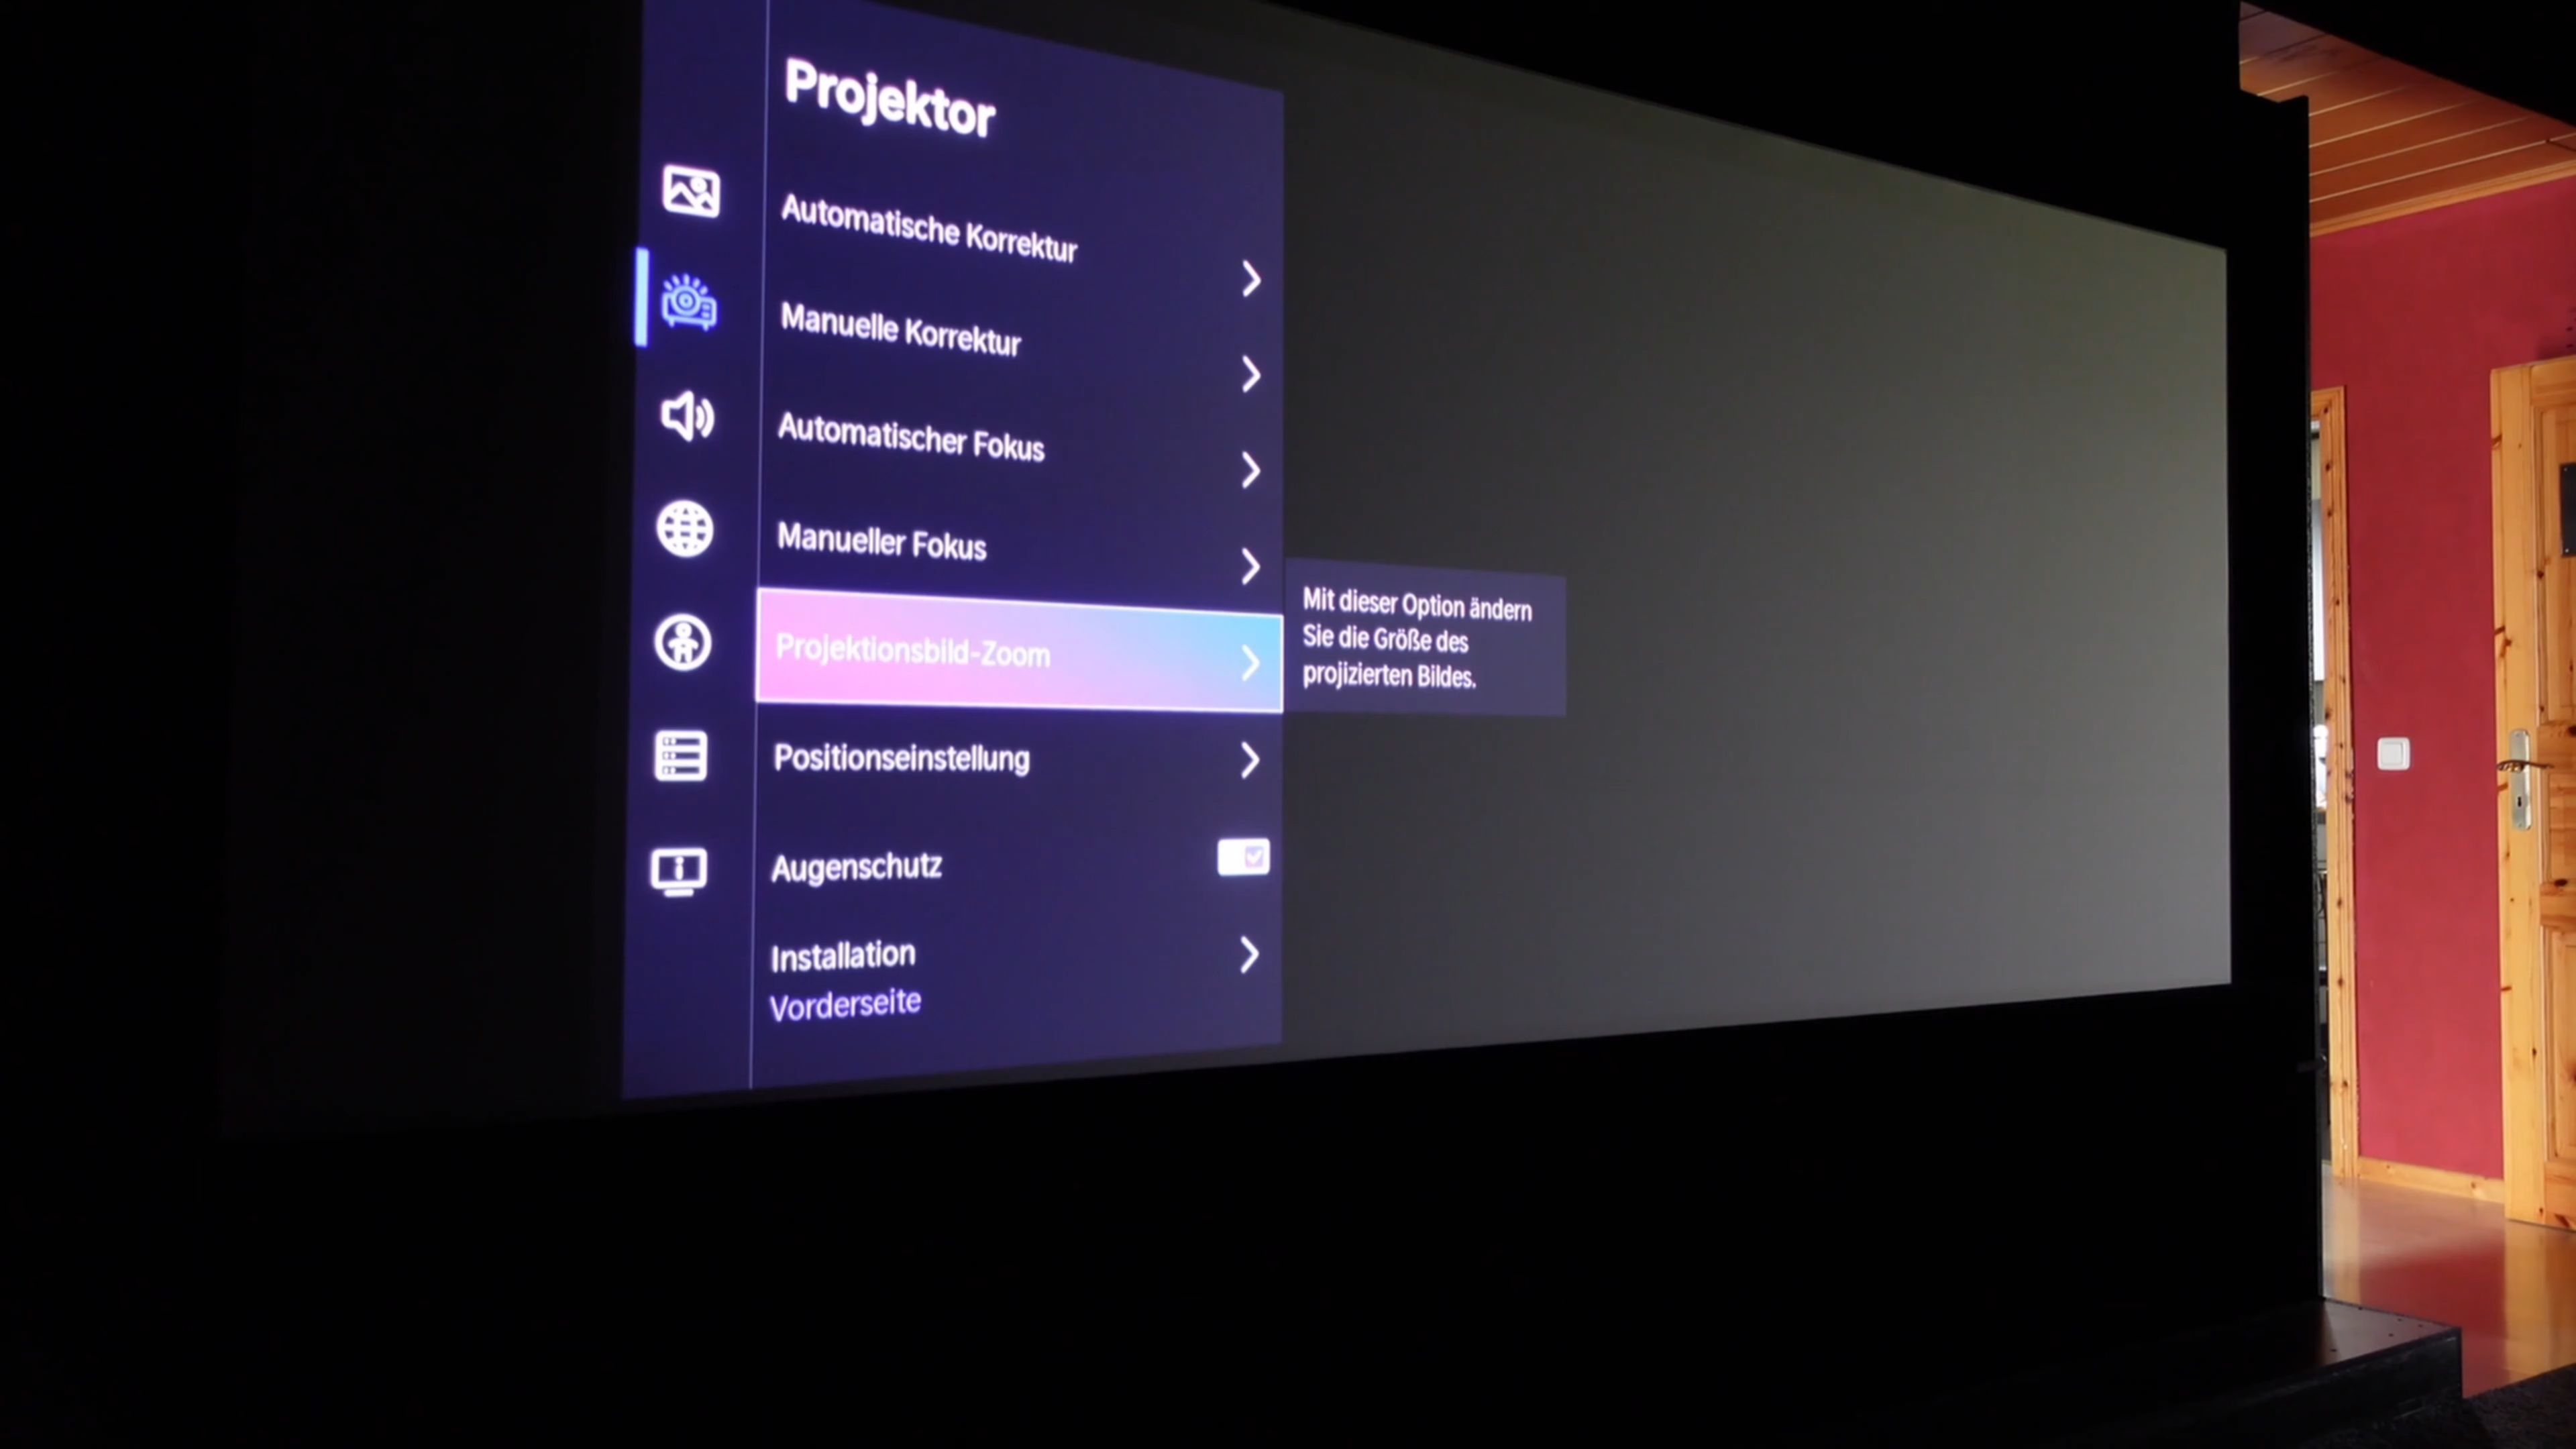 Projektor
Automatische Korrektur
Manuelle Korrektur
Automatischer Fokus
Manueller Fokus
Projektionsbild-Zoom
Mit dieser Option ändern
Sie die Größe des
projizierten Bildes.
Positionseinstellung
Augenschutz
Installation
Vorderseite